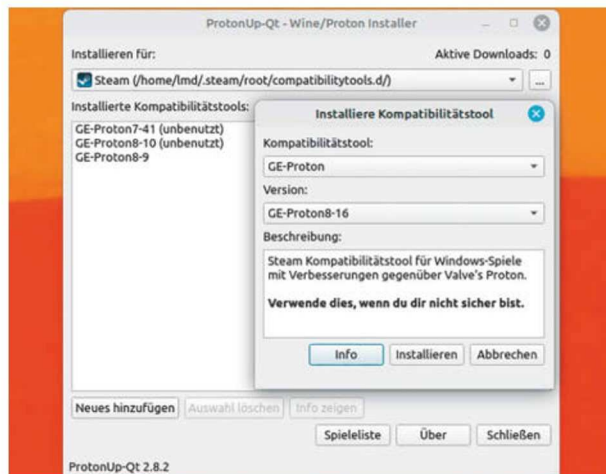 ProtonUp-Qt - Wine/Proton Installer
Installieren für:
Aktive Downloads: 0
Steam (/home/lmd/.steam/root/compatibilitytools.d/)
...
Installierte Kompatibilitätstools:
GE-Proton7-41 (unbenutzt)
GE-Proton8-10 (unbenutzt)
GE-Proton8-9
Installiere Kompatibilitätstool
Kompatibilitätstool:
GE-Proton
Version:
GE-Proton8-16
Beschreibung:
Steam Kompatibilitätstool für Windows-Spiele
mit Verbesserungen gegenüber Valve's Proton.
Verwende dies, wenn du dir nicht sicher bist.
Info Installieren Abbrechen
Neues hinzufügen Auswahl löschen Info zeigen
Spieleliste Über Schließen
ProtonUp-Qt 2.8.2